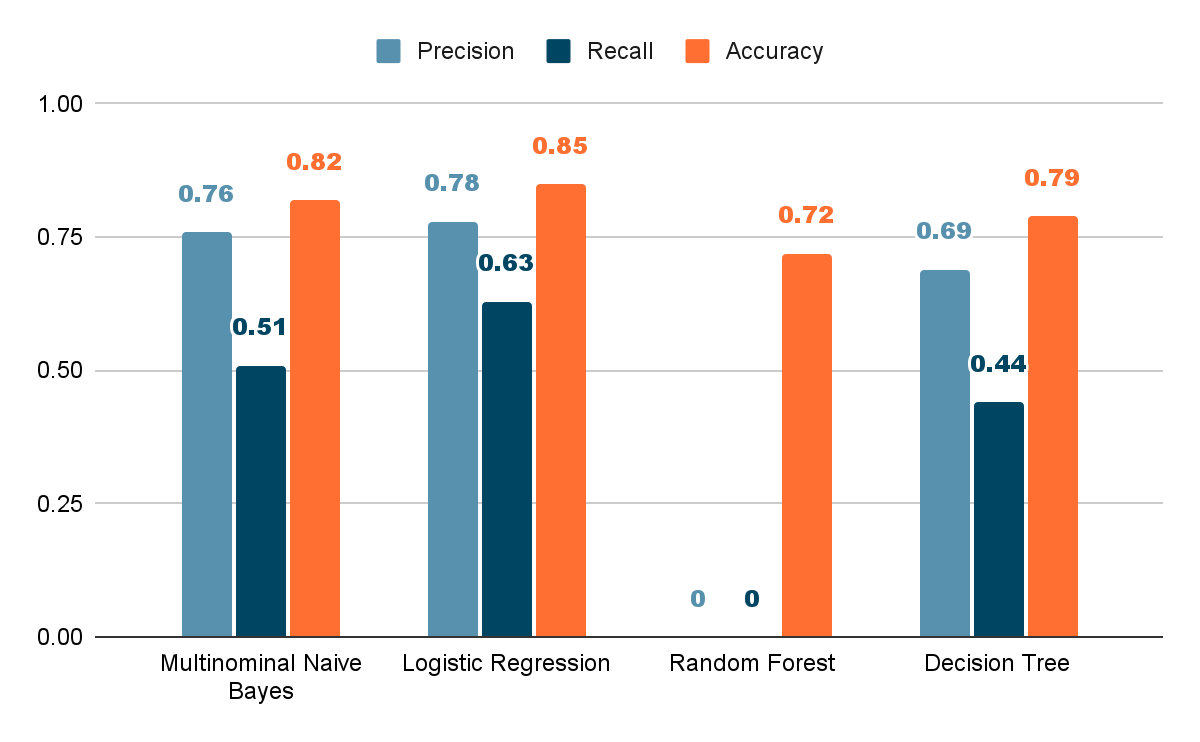 Precision Recall Accuracy
1.00
0.75
0.50
0.25
0.00
0.76
0.51
0.82
0.78
0.63
0.85
0
0
0.72
0.69
0.44
0.79
Multinominal Naive
Bayes
Logistic Regression
Random Forest
Decision Tree